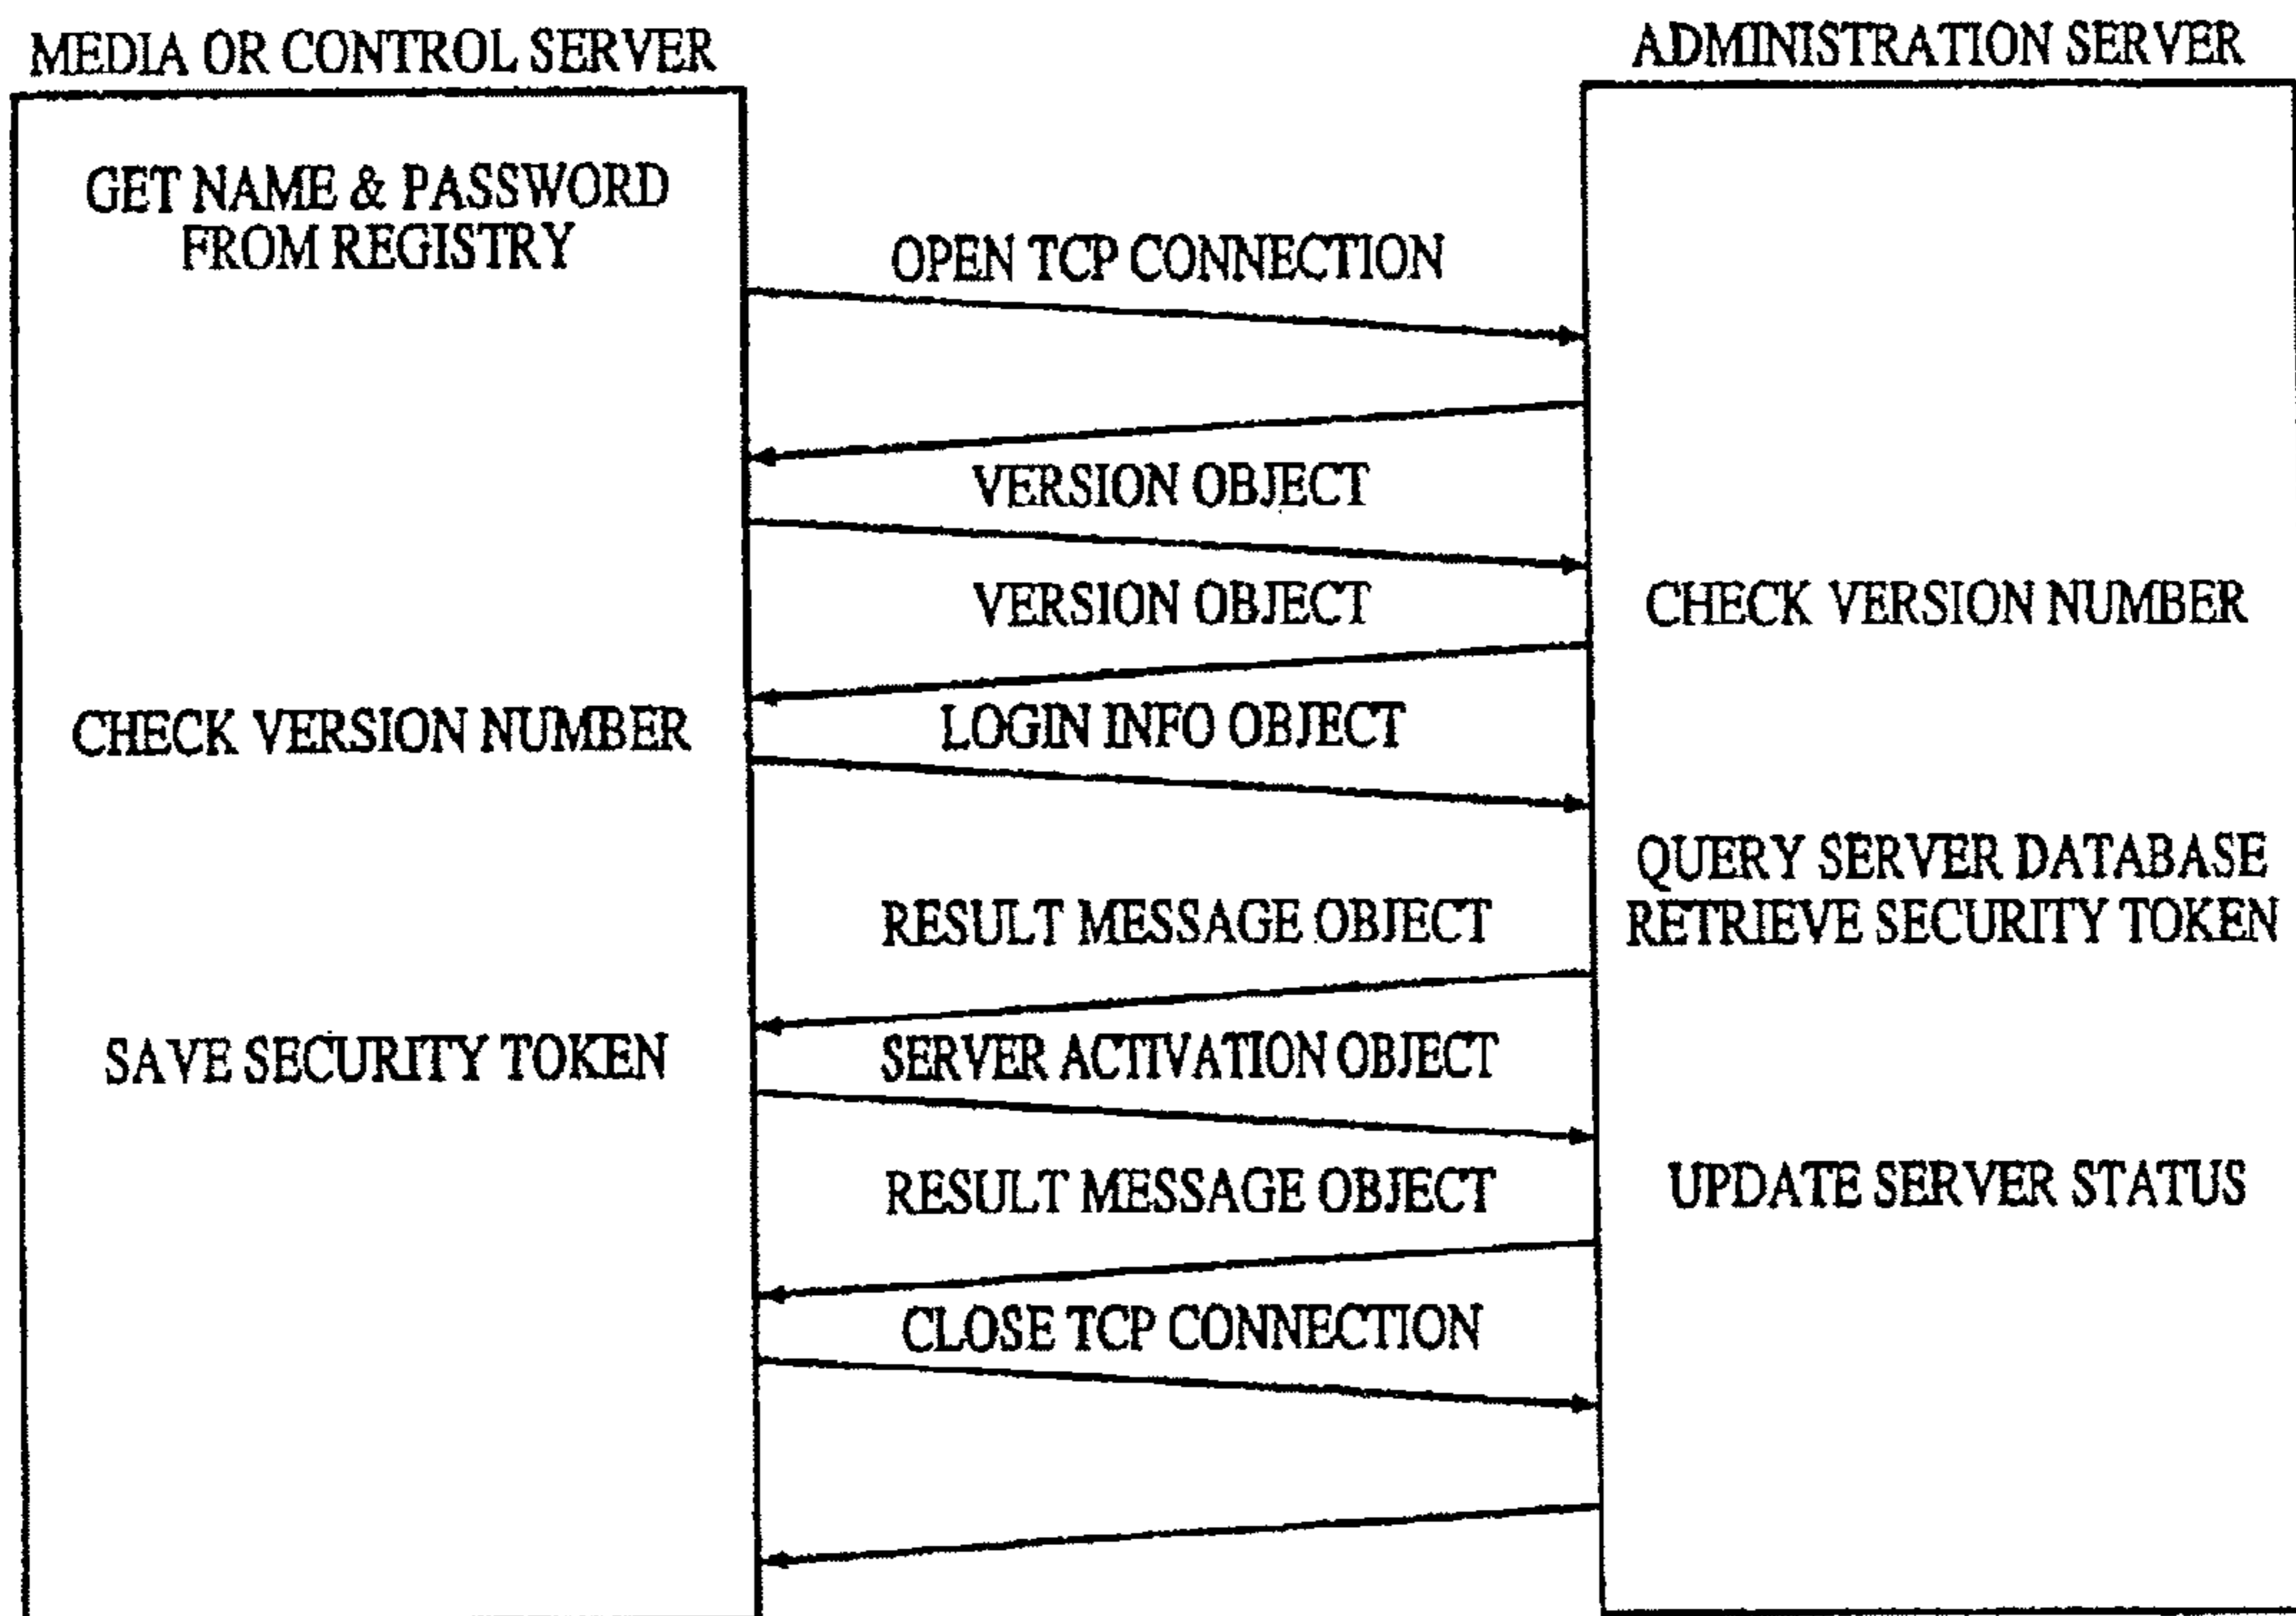 MEDIA OR CONTROL SERVER
ADMINISTRATION SERVER
GET NAME & PASSWORD
FROM REGISTRY
OPEN TCP CONNECTION
VERSION OBJECT
VERSION OBJECT
CHECK VERSION NUMBER
CHECK VERSION NUMBER
LOGIN INFO OBJECT
QUERY SERVER DATABASE
RETRIEVE SECURITY TOKEN
RESULT MESSAGE OBJECT
SAVE SECURITY TOKEN
SERVER ACTIVATION OBJECT
RESULT MESSAGE OBJECT
UPDATE SERVER STATUS
CLOSE TCP CONNECTION